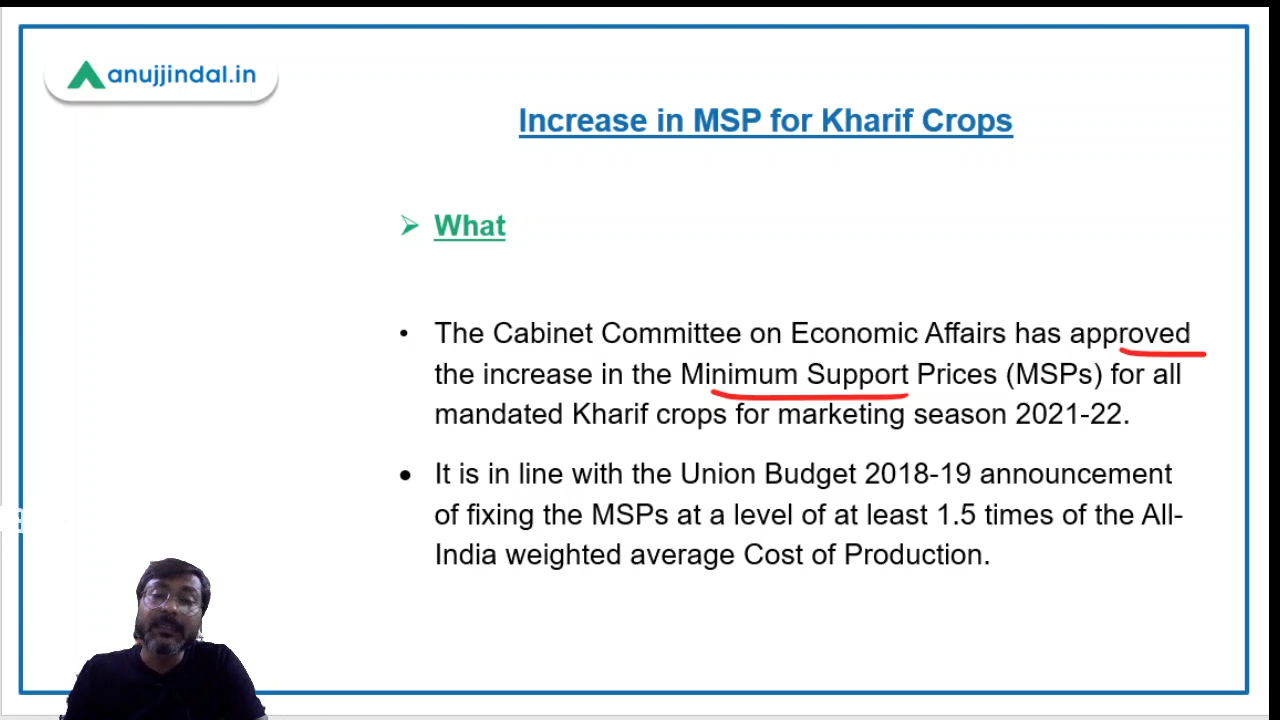 anujjindal.in
Increase in MSP for Kharif Crops
What
The Cabinet Committee on Economic Affairs has approved
the increase in the Minimum Support Prices (MSPs) for all
mandated Kharif crops for marketing season 2021-22.
It is in line with the Union Budget 2018-19 announcement
of fixing the MSPs at a level of at least 1.5 times of the All-
India weighted average Cost of Production.